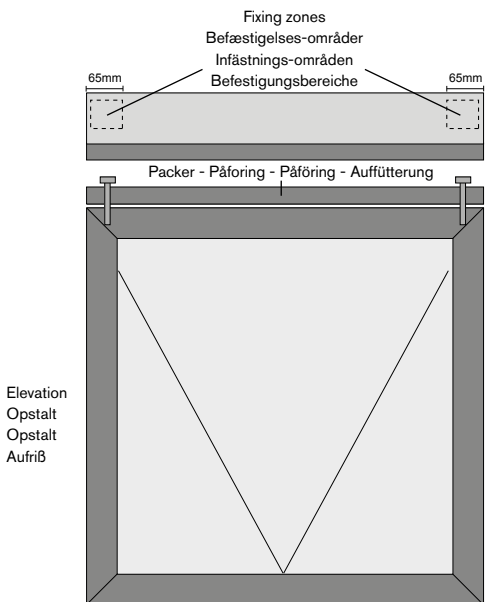 Fixing zones
Befæstigelses-områder
Infästnings-områden
Befestigungsbereiche
65mm
65mm
Packer - Påforing - Påföring - Auffütterung
Elevation
Opstalt
Opstalt
Aufriß